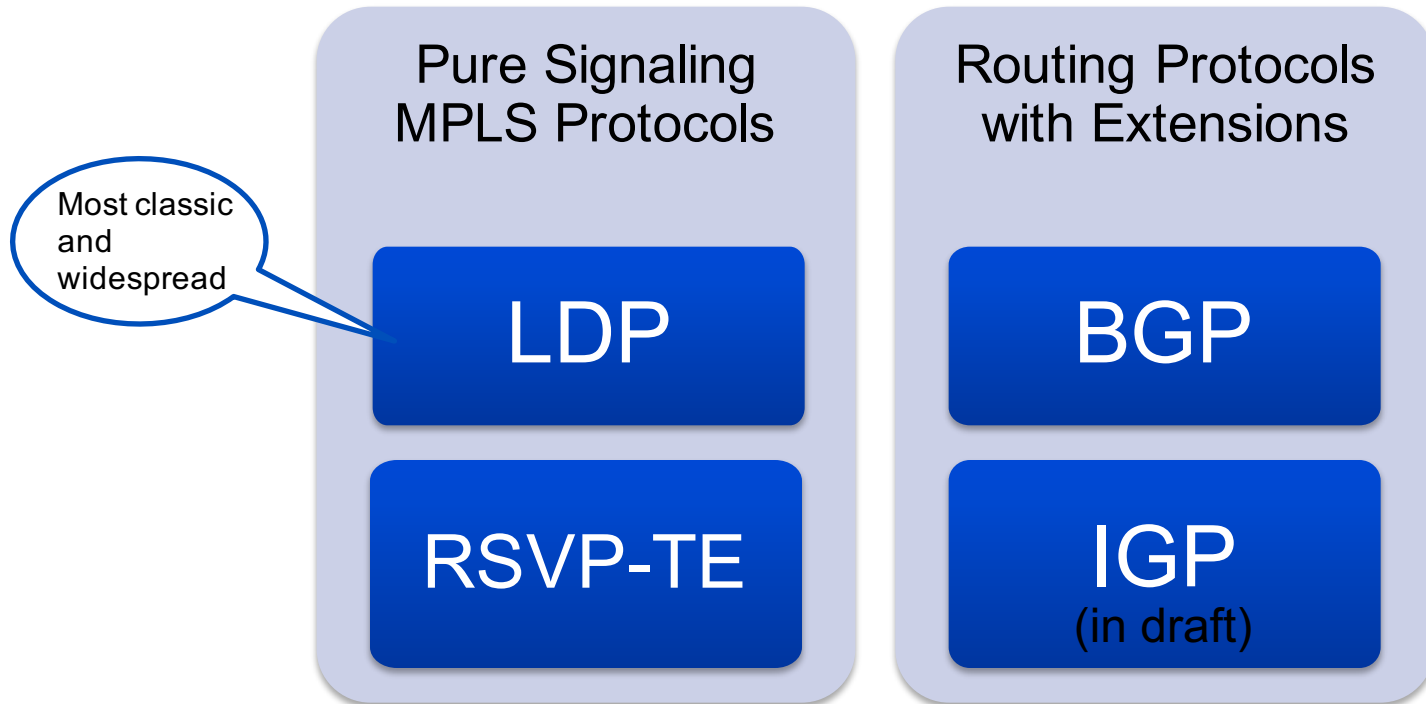 Pure Signaling
MPLS Protocols
Most classic
and
widespread
LDP
RSVP-TE
Routing Protocols
with Extensions
BGP
IGP
(in draft)